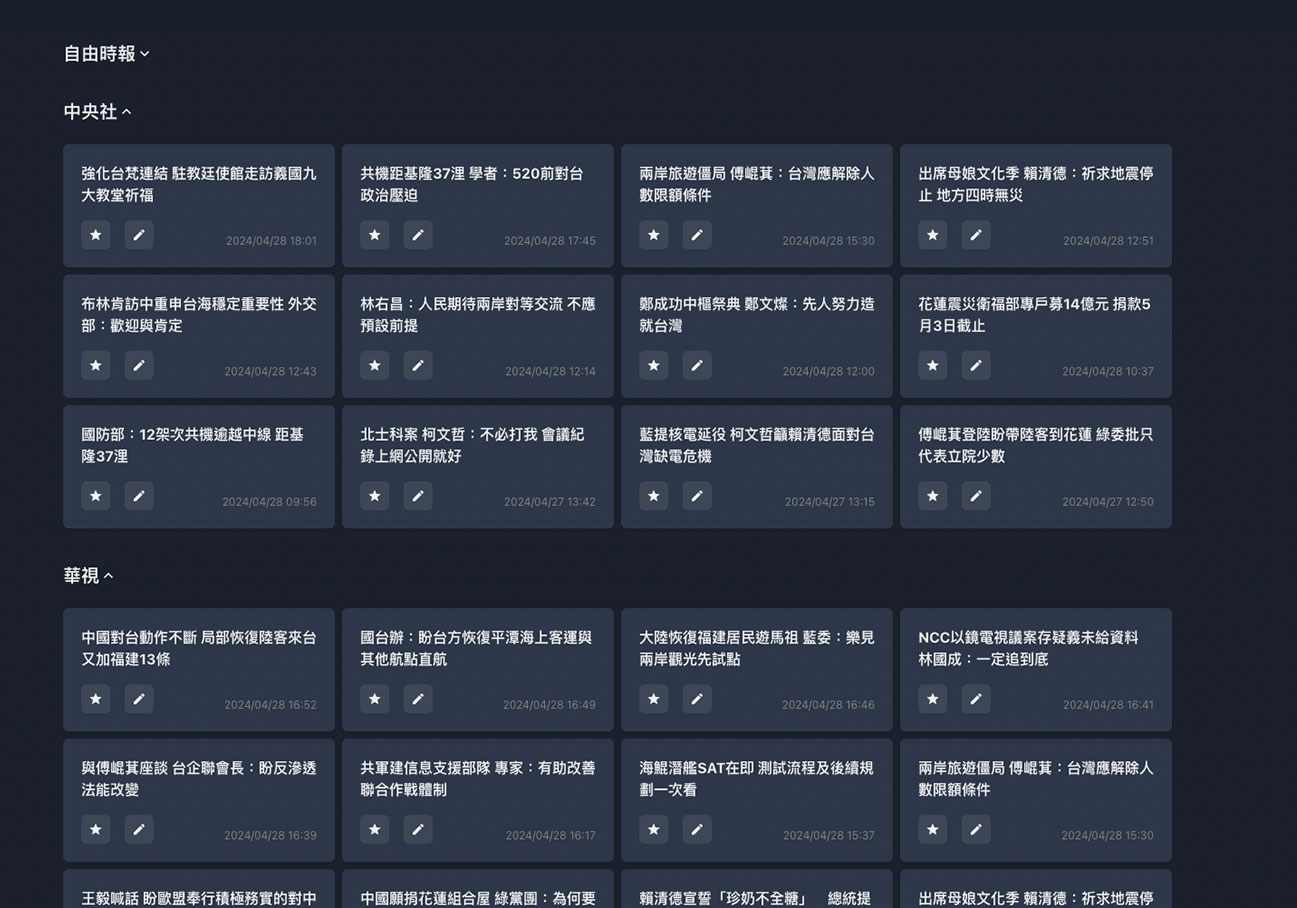 自由時報
中央社
強化台梵連結 駐教廷使館走訪義國九
大教堂祈福
2024/04/28 18:01
共機距基隆37浬 學者：520前對台
政治壓迫
2024/04/28 17:45
兩岸旅遊僵局 傅崐萁：台灣應解除人
數限額條件
2024/04/28 15:30
出席母娘文化季 賴清德：祈求地震停
止 地方四時無災
2024/04/28 12:51
布林肯訪中重申台海穩定重要性 外交
部：歡迎與肯定
2024/04/28 12:43
林右昌：人民期待兩岸對等交流 不應
預設前提
2024/04/28 12:14
鄭成功中樞祭典 鄭文燦：先人努力造
就台灣
2024/04/28 12:00
花蓮震災衛福部專戶募14億元 捐款5
月3日截止
2024/04/28 10:37
國防部：12架次共機逾越中線 距基
隆37浬
2024/04/28 09:56
北士科案 柯文哲：不必打我 會議紀
錄上網公開就好
2024/04/27 13:42
藍提核電延役 柯文哲籲賴清德面對台
灣缺電危機
2024/04/27 13:15
傅崐萁登陸盼帶陸客到花蓮 綠委批只
代表立院少數
2024/04/27 12:50
華視
中國對台動作不斷 局部恢復陸客來台
又加福建13條
2024/04/28 16:52
國台辦：盼台方恢復平潭海上客運與
其他航點直航
2024/04/28 16:49
大陸恢復福建居民遊馬祖 藍委：樂見
兩岸觀光先試點
2024/04/28 16:46
NCC以鏡電視議案存疑義未給資料
林國成：一定追到底
2024/04/28 16:41
與傅崐萁座談 台企聯會長：盼反滲透
法能改變
2024/04/28 16:39
共軍建信息支援部隊 專家：有助改善
聯合作戰體制
2024/04/28 16:17
海鯤潛艦SAT在即 測試流程及後續規
劃一次看
2024/04/28 15:37
兩岸旅遊僵局 傅崐萁：台灣應解除人
數限額條件
2024/04/28 15:30
王毅喊話 盼歐盟奉行積極務實的對中
中國願捐花蓮組合屋 綠黨團：為何要
賴清德宣誓「珍奶不全糖」　總統提
出席母娘文化季 賴清德：祈求地震停